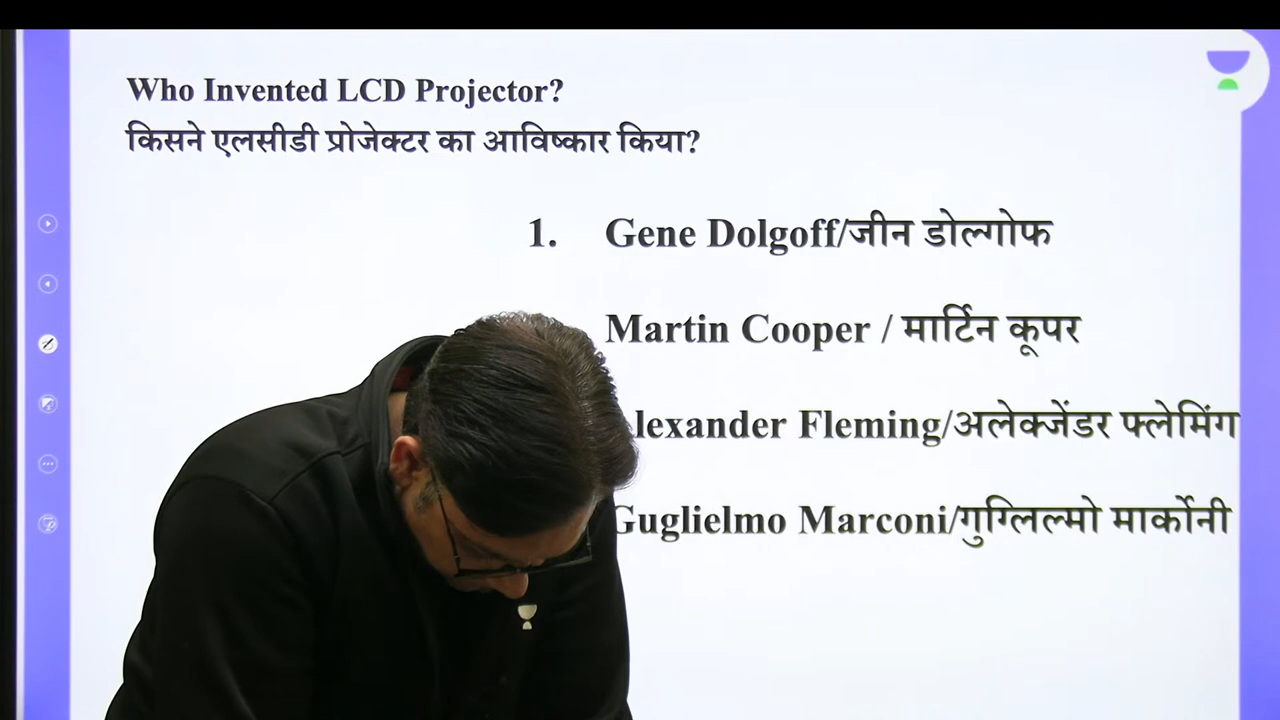 Who Invented LCD Projector?
किसने एलसीडी प्रोजेक्टर का आविष्कार किया?
1. Gene Dolgoff/जीन डोल्गोफ
Martin Cooper / मार्टिन कूपर
lexander Fleming/अलेक्जेंडर फ्लेमिंग
Guglielmo Marconi/गुग्लिल्मो मार्कोनी